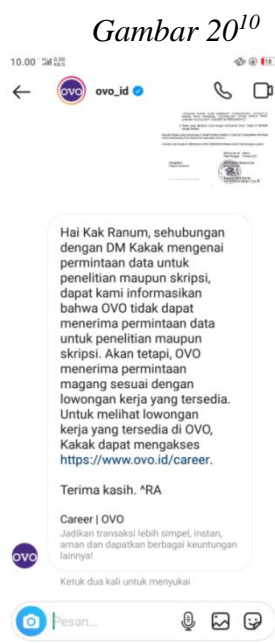 Gambar 20¹⁰
10.00
ovo_id
Hai Kak Ranum, sehubungan
dengan DM Kakak mengenai
permintaan data untuk
penelitian maupun skripsi,
dapat kami informasikan
bahwa OVO tidak dapat
menerima permintaan data
untuk penelitian maupun
skripsi. Akan tetapi, OVO
menerima permintaan
magang sesuai dengan
lowongan kerja yang tersedia.
Untuk melihat lowongan
kerja yang tersedia di OVO,
Kakak dapat mengakses
https://www.ovo.id/career.
Terima kasih. ^RA
Career | OVO
Jadikan transaksi lebih simpel, instan,
aman dan dapatkan berbagai keuntungan
lainnya!
Ketuk dua kali untuk menyukai
Pesan...